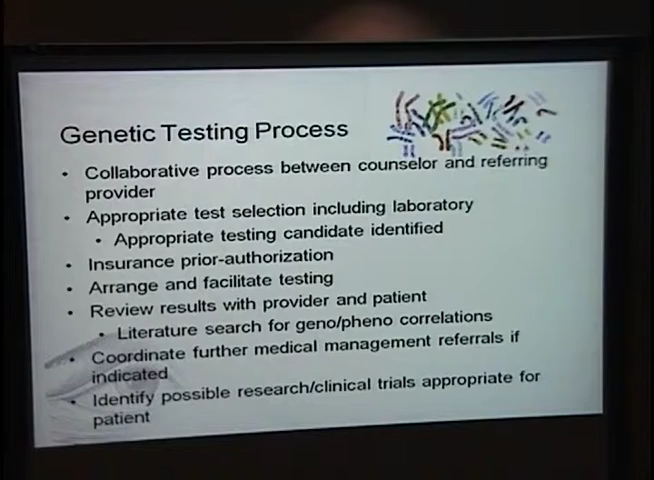 Genetic Testing Process
• Collaborative process between counselor and referring
provider
• Appropriate test selection including laboratory
• Appropriate testing candidate identified
• Insurance prior-authorization
• Arrange and facilitate testing
• Review results with provider and patient
• Literature search for geno/pheno correlations
• Coordinate further medical management referrals if
indicated
• Identify possible research/clinical trials appropriate for
patient